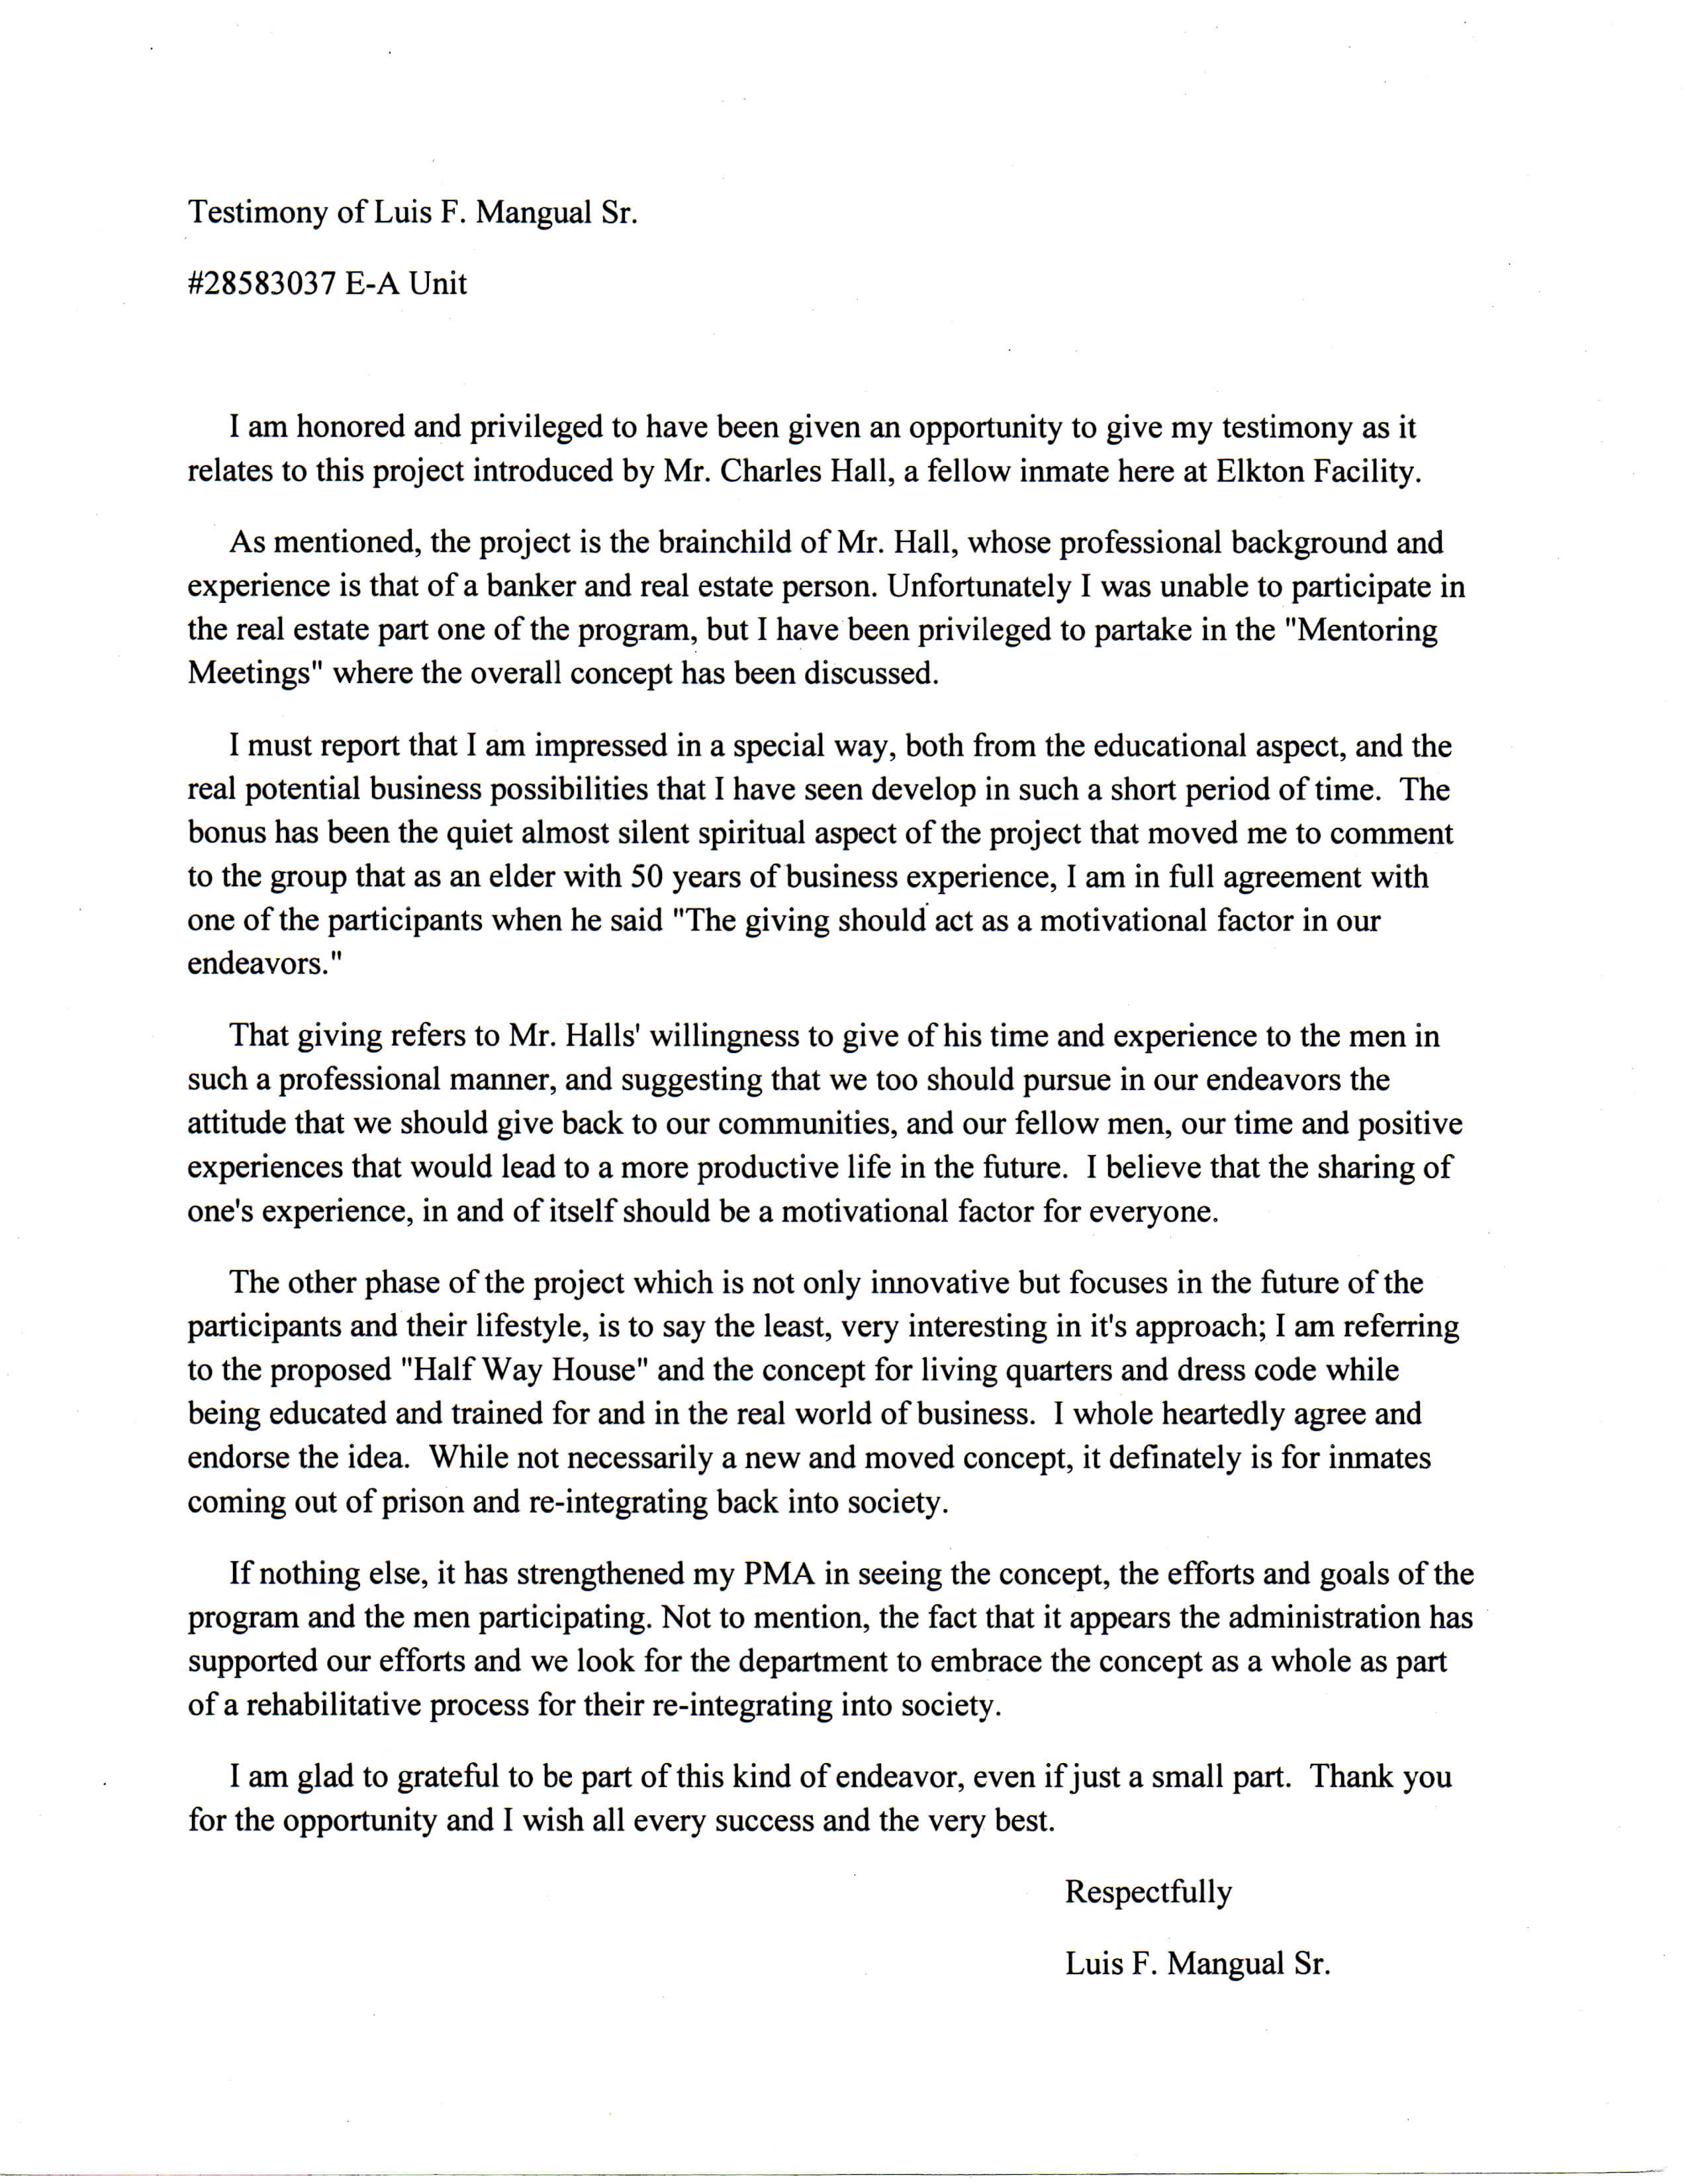 Testimony of Luis F. Mangual Sr.
#28583037 E-A Unit
I am honored and privileged to have been given an opportunity to give my testimony as it
relates to this project introduced by Mr. Charles Hall, a fellow inmate here at Elkton Facility.
As mentioned, the project is the brainchild of Mr. Hall, whose professional background and
experience is that of a banker and real estate person. Unfortunately I was unable to participate in
the real estate part one of the program, but I have been privileged to partake in the "Mentoring
Meetings" where the overall concept has been discussed.
I must report that I am impressed in a special way, both from the educational aspect, and the
real potential business possibilities that I have seen develop in such a short period of time.  The
bonus has been the quiet almost silent spiritual aspect of the project that moved me to comment
to the group that as an elder with 50 years of business experience, I am in full agreement with
one of the participants when he said "The giving should act as a motivational factor in our
endeavors."
That giving refers to Mr. Halls' willingness to give of his time and experience to the men in
such a professional manner, and suggesting that we too should pursue in our endeavors the
attitude that we should give back to our communities, and our fellow men, our time and positive
experiences that would lead to a more productive life in the future.  I believe that the sharing of
one's experience, in and of itself should be a motivational factor for everyone.
The other phase of the project which is not only innovative but focuses in the future of the
participants and their lifestyle, is to say the least, very interesting in it's approach; I am referring
to the proposed "Half Way House" and the concept for living quarters and dress code while
being educated and trained for and in the real world of business.  I whole heartedly agree and
endorse the idea.  While not necessarily a new and moved concept, it definately is for inmates
coming out of prison and re-integrating back into society.
If nothing else, it has strengthened my PMA in seeing the concept, the efforts and goals of the
program and the men participating. Not to mention, the fact that it appears the administration has
supported our efforts and we look for the department to embrace the concept as a whole as part
of a rehabilitative process for their re-integrating into society.
I am glad to grateful to be part of this kind of endeavor, even if just a small part.  Thank you
for the opportunity and I wish all every success and the very best.
Respectfully
Luis F. Mangual Sr.